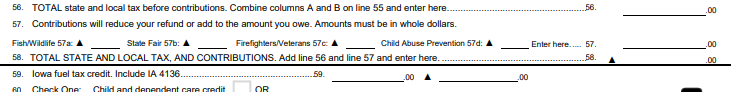 56. TOTAL state and local tax before contributions. Combine columns A and B on line 55 and enter here.......................................................56. .00
57. Contributions will reduce your refund or add to the amount you owe. Amounts must be in whole dollars.
Fish/Wildlife 57a: ▲ State Fair 57b: ▲ Firefighters/Veterans 57c: ▲ Child Abuse Prevention 57d: ▲ Enter here..... 57. .00
58. TOTAL STATE AND LOCAL TAX, AND CONTRIBUTIONS. Add line 56 and line 57 and enter here. ......................................................58. ▲ .00
59. Iowa fuel tax credit. Include IA 4136....................................................59. .00 ▲ .00
60. Check One: Child and dependent care credit OR